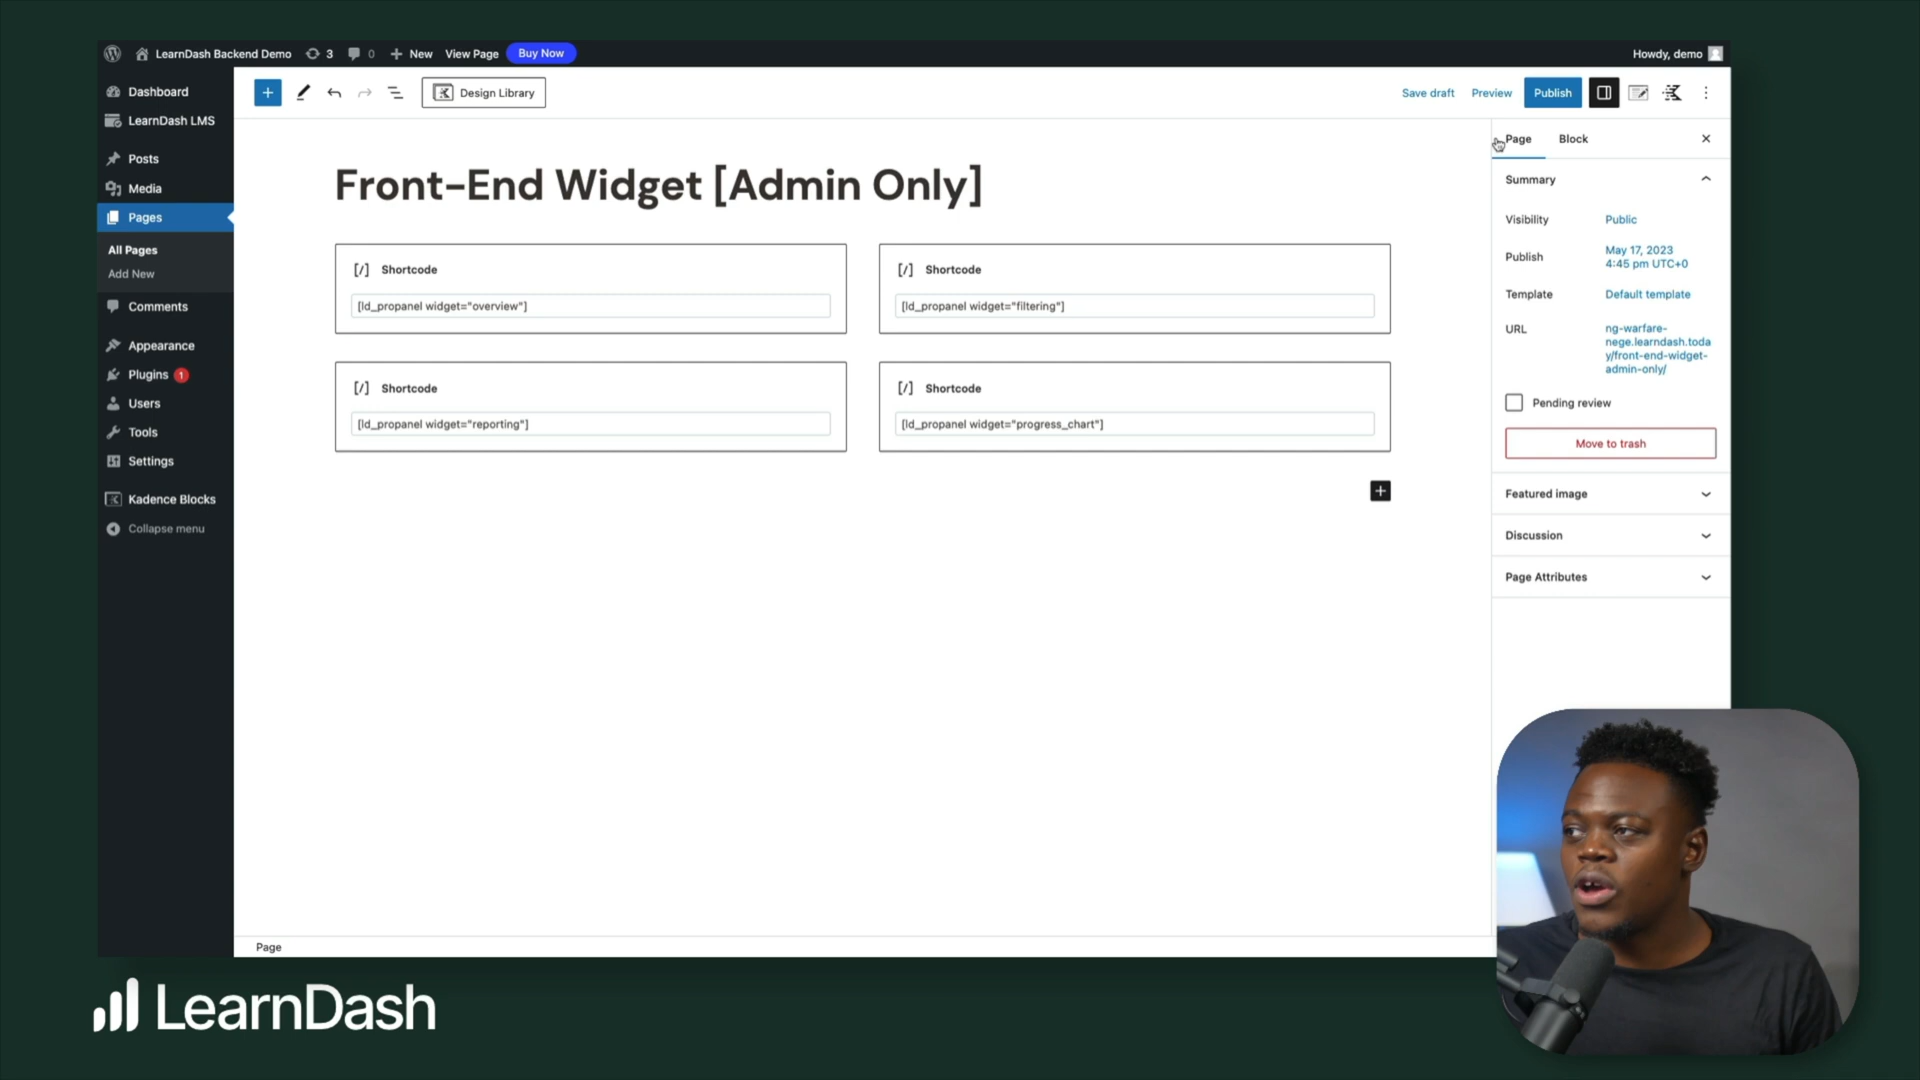 LearnDash Backend Demo 3 0 New View Page Buy Now Howdy, demo
Dashboard
LearnDash LMS
Posts
Media
Pages
All Pages
Add New
Comments
Appearance
Plugins 1
Users
Tools
Settings
Kadence Blocks
Collapse menu
Design Library
Save draft Preview Publish
Front-End Widget [Admin Only]
[/] Shortcode
[ld_propanel widget="overview"]
[/] Shortcode
[ld_propanel widget="filtering"]
[/] Shortcode
[ld_propanel widget="reporting"]
[/] Shortcode
[ld_propanel widget="progress_chart"]
Page Block
Summary
Visibility Public
Publish May 17, 2023
4:45 pm UTC+0
Template Default template
URL ng-warfare-
nege.learndash.toda
y/front-end-widget-
admin-only/
Pending review
Move to trash
Featured image
Discussion
Page Attributes
Page
LearnDash